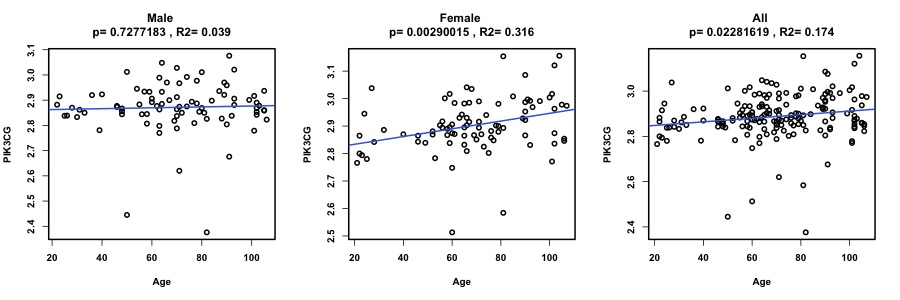 Male
p= 0.7277183 , R2= 0.039
PIK3CG
3.1
3.0
2.9
2.8
2.7
2.6
2.5
2.4
20 40 60 80 100
Age
Female
p= 0.00290015 , R2= 0.316
PIK3CG
3.1
3.0
2.9
2.8
2.7
2.6
2.5
20 40 60 80 100
Age
All
p= 0.02281619 , R2= 0.174
PIK3CG
3.0
2.8
2.6
2.4
20 40 60 80 100
Age